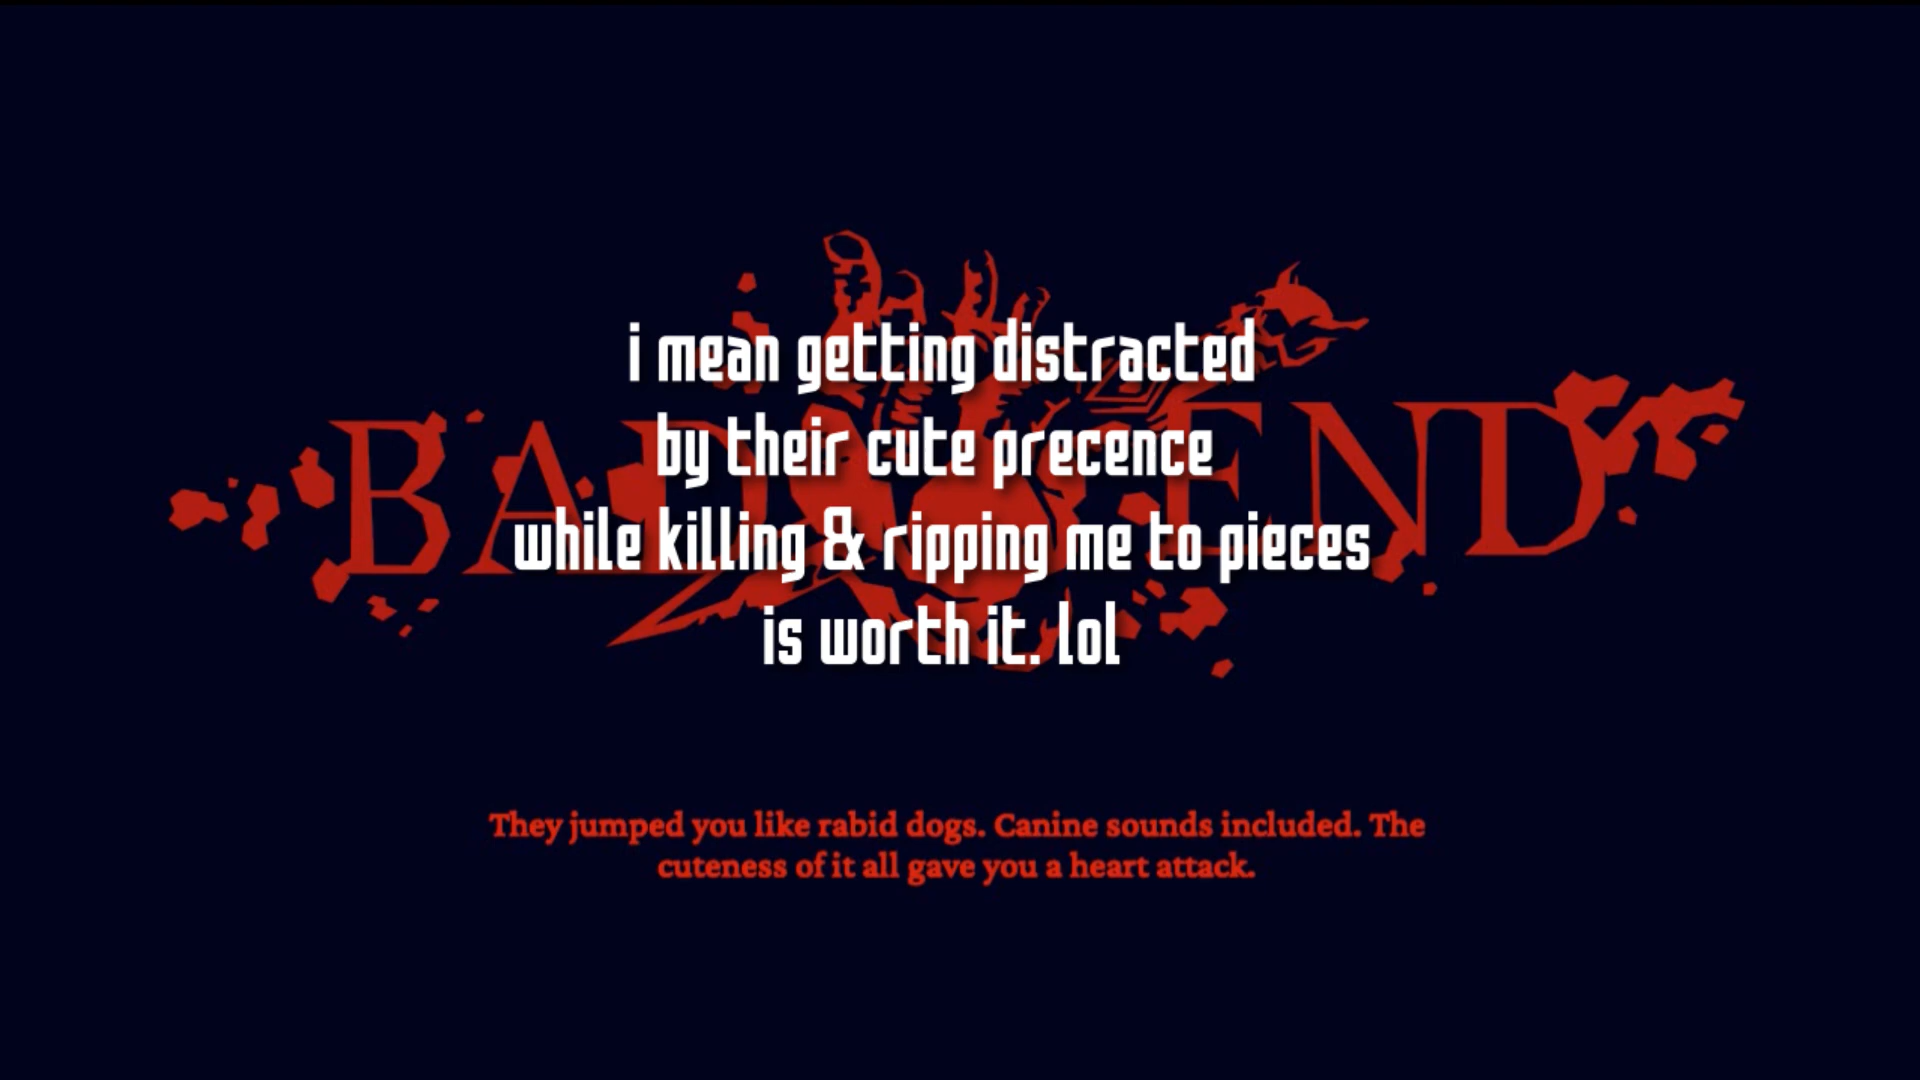 i mean getting distracted
by their cute precence
while killing & ripping me to pieces
is worth it. lol
BAD END
They jumped you like rabid dogs. Canine sounds included. The
cuteness of it all gave you a heart attack.